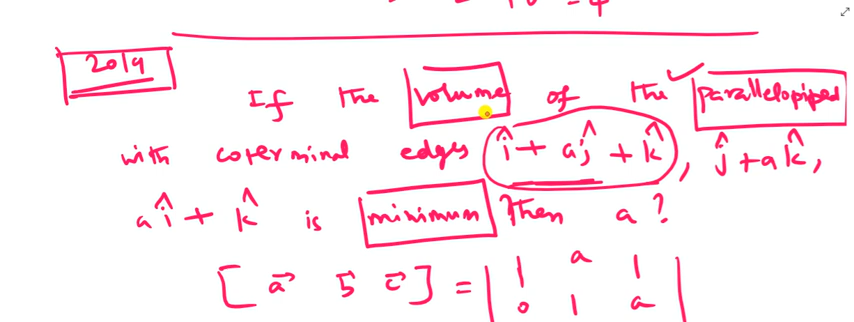 2019
If the volume of the parallelopiped
with coterminal edges î + aĵ + k̂, ĵ + ak̂,
aî + k̂ is minimum Then a?
[ a⃗ b⃗ c⃗ ] = | 1 a 1 |
0 1 a